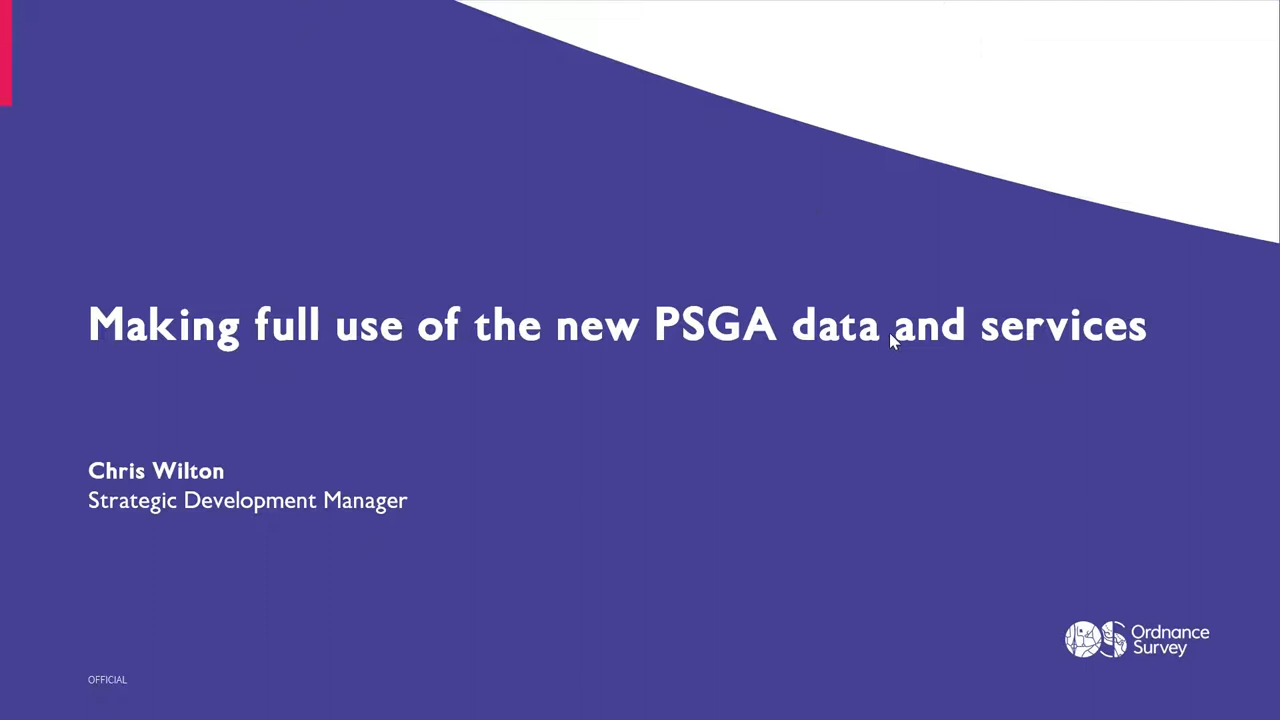 Making full use of the new PSGA data and services
Chris Wilton
Strategic Development Manager
Ordnance
Survey
OFFICIAL